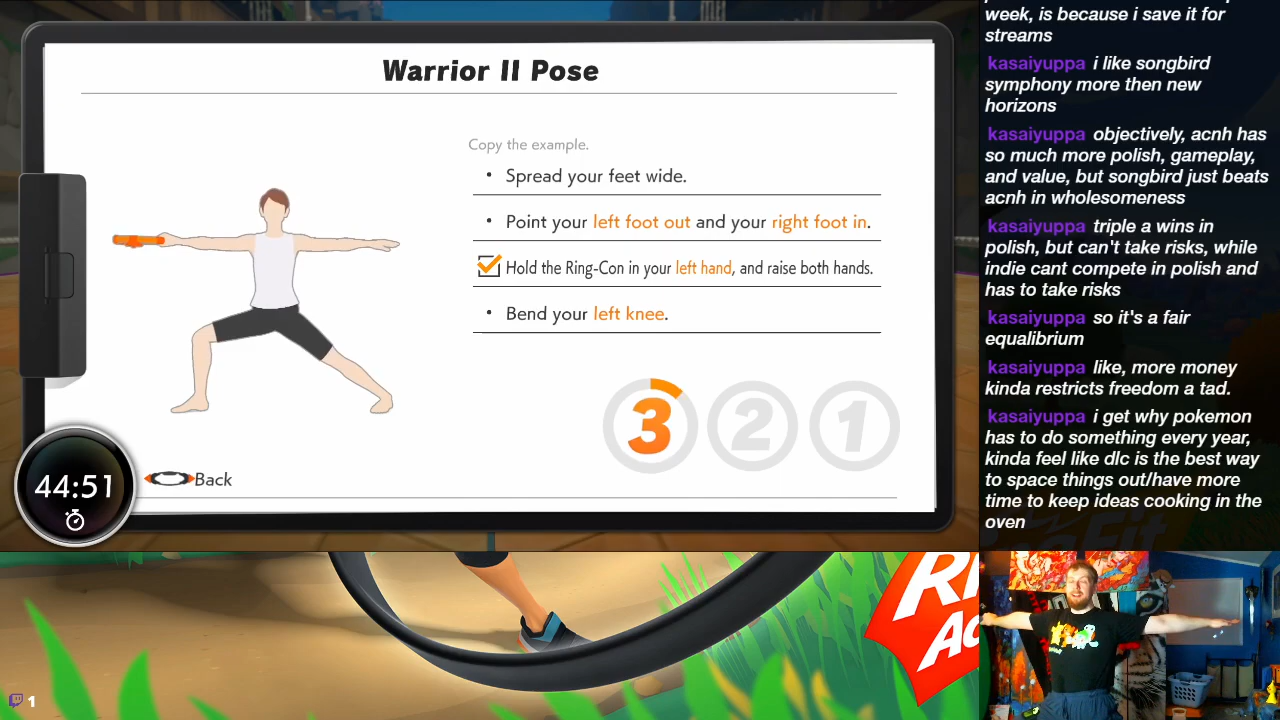 Warrior II Pose
Copy the example.
• Spread your feet wide.
• Point your left foot out and your right foot in.
Hold the Ring-Con in your left hand, and raise both hands.
• Bend your left knee.
3 2 1
44:51
Back
1
week, is because i save it for
streams
kasaiyuppa i like songbird
symphony more then new
horizons
kasaiyuppa objectively, acnh has
so much more polish, gameplay,
and value, but songbird just beats
acnh in wholesomeness
kasaiyuppa triple a wins in
polish, but can't take risks, while
indie cant compete in polish and
has to take risks
kasaiyuppa so it's a fair
equalibrium
kasaiyuppa like, more money
kinda restricts freedom a tad.
kasaiyuppa i get why pokemon
has to do something every year,
kinda feel like dlc is the best way
to space things out/have more
time to keep ideas cooking in the
oven